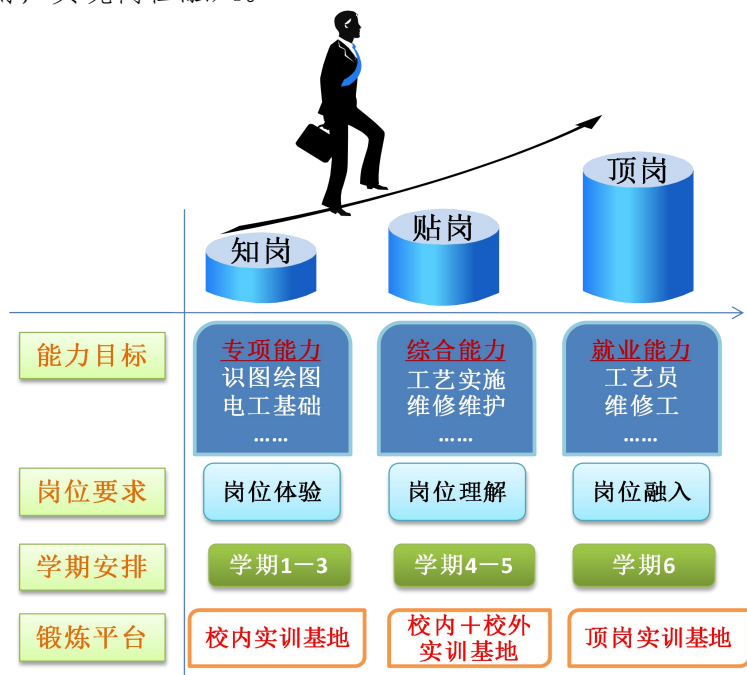 顶岗
贴岗
知岗
能力目标
专项能力
识图绘图
电工基础
……
综合能力
工艺实施
维修维护
……
就业能力
工艺员
维修工
……
岗位要求
岗位体验
岗位理解
岗位融入
学期安排
学期1－3
学期4－5
学期6
锻炼平台
校内实训基地
校内＋校外
实训基地
顶岗实训基地